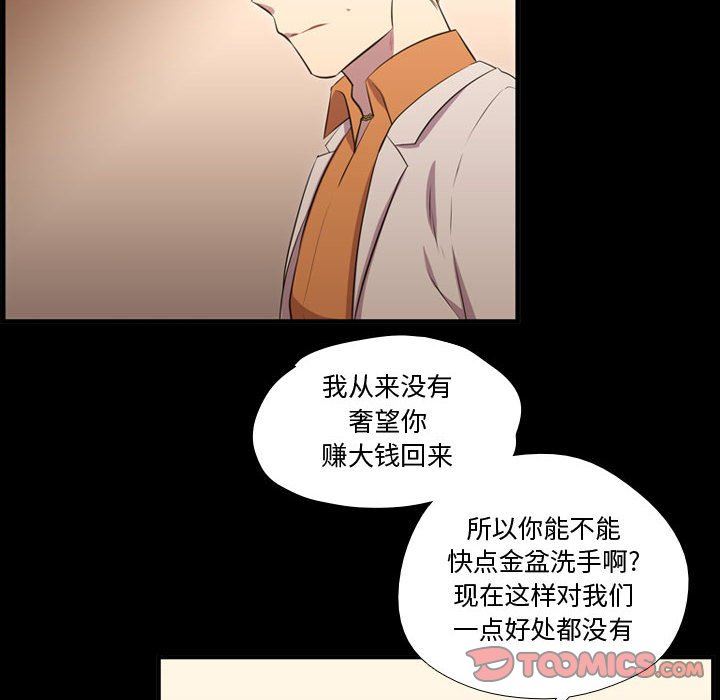 我从来没有
奢望你
赚大钱回来
所以你能不能
快点金盆洗手啊?
现在这样对我们
一点好处都没有
TOOMICS.COM